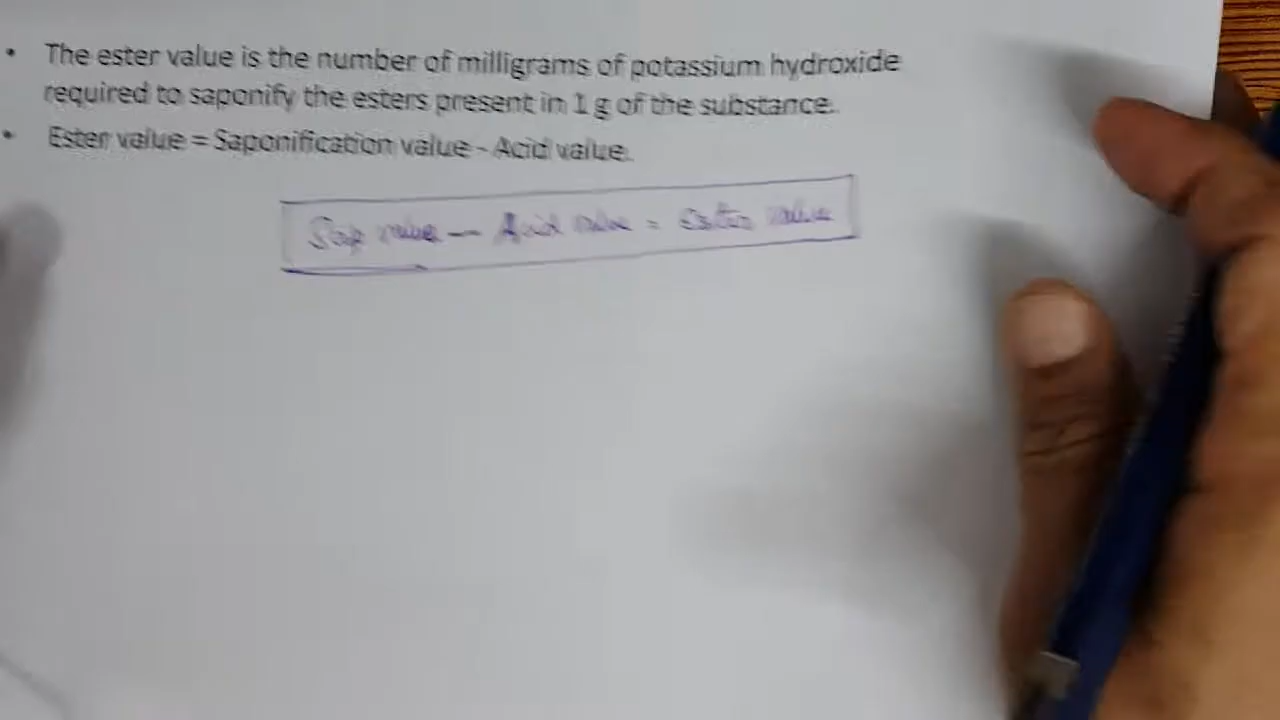 • The ester value is the number of milligrams of potassium hydroxide
required to saponify the esters present in 1 g of the substance.
• Ester value = Saponification value - Acid value.
Sap value — Acid value = Ester value